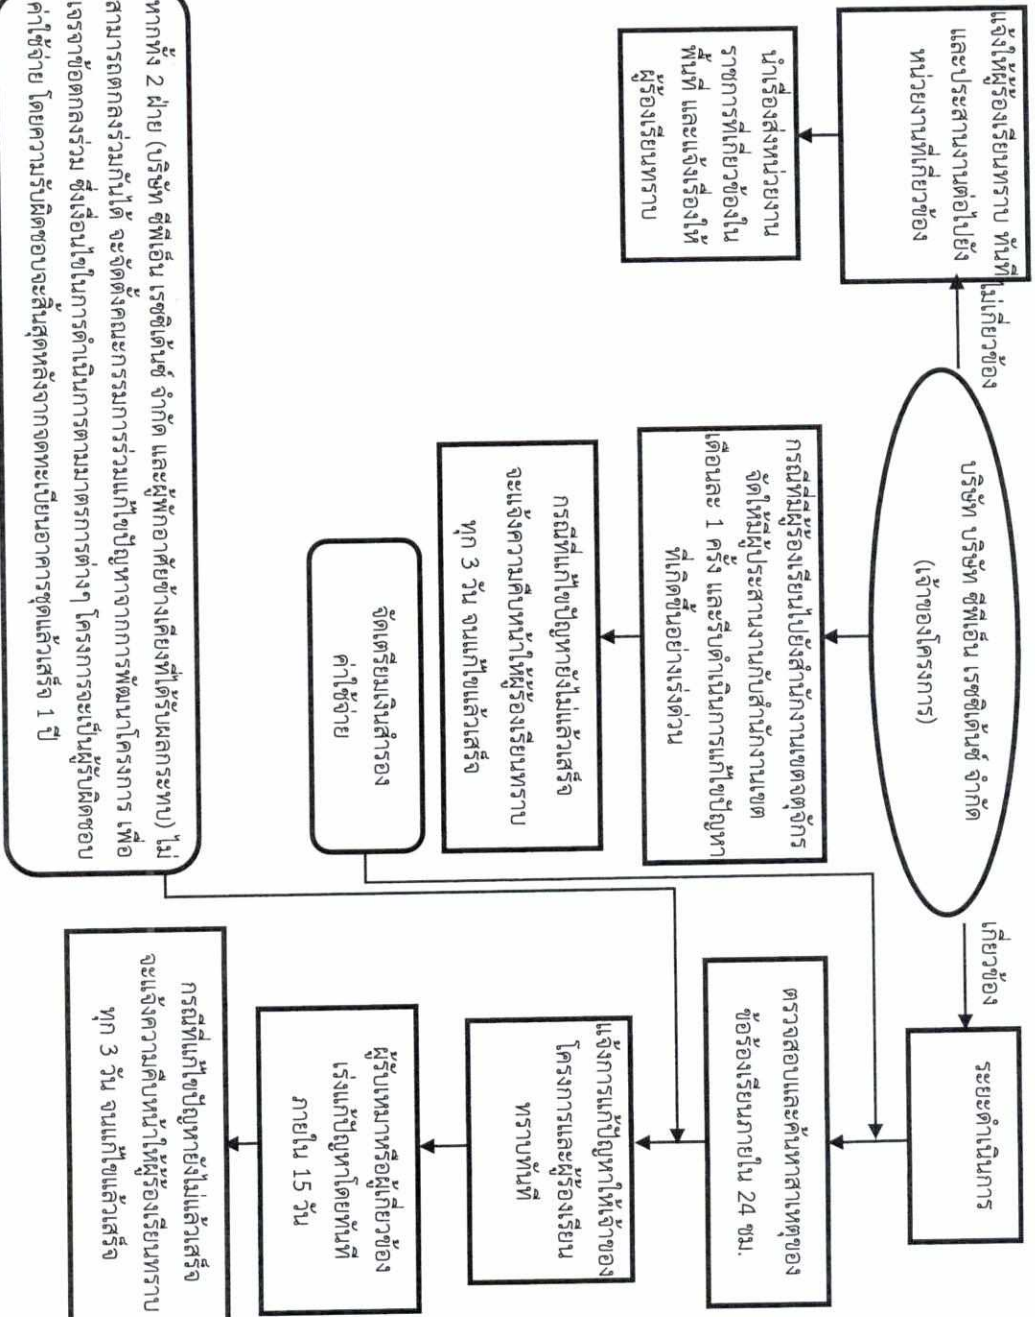 บริษัท บริษัท ซีพีเอ็น เรซซิเด้นซ์ จำกัด
(เจ้าของโครงการ)
ไม่เกี่ยวข้อง
เกี่ยวข้อง
แจ้งให้ผู้ร้องเรียนทราบ ทันที
และประสานงานต่อไปยัง
หน่วยงานที่เกี่ยวข้อง
นำเรื่องส่งหน่วยงาน
ราชการที่เกี่ยวข้องใน
พื้นที่ และแจ้งเรื่องให้
ผู้ร้องเรียนทราบ
กรณีที่มีผู้ร้องเรียนไปยังสำนักงานเขตจตุจักร
จัดให้มีผู้ประสานงานกับสำนักงานเขต
เดือนละ 1 ครั้ง และรีบดำเนินการแก้ไขปัญหา
ที่เกิดขึ้นอย่างเร่งด่วน
กรณีที่แก้ไขปัญหายังไม่แล้วเสร็จ
จะแจ้งความคืบหน้าให้ผู้ร้องเรียนทราบ
ทุก 3 วัน จนแก้ไขแล้วเสร็จ
จัดเตรียมเงินสำรอง
ค่าใช้จ่าย
ระยะดำเนินการ
ตรวจสอบและค้นหาสาเหตุของ
ข้อร้องเรียนภายใน 24 ชม.
แจ้งการแก้ปัญหาให้เจ้าของ
โครงการและผู้ร้องเรียน
ทราบทันที
ผู้รับเหมาหรือผู้เกี่ยวข้อง
เร่งแก้ปัญหาโดยทันที
ภายใน 15 วัน
กรณีที่แก้ไขปัญหายังไม่แล้วเสร็จ
จะแจ้งความคืบหน้าให้ผู้ร้องเรียนทราบ
ทุก 3 วัน จนแก้ไขแล้วเสร็จ
หากทั้ง 2 ฝ่าย (บริษัท ซีพีเอ็น เรซซิเด้นซ์ จำกัด และผู้พักอาศัยข้างเคียงที่ได้รับผลกระทบ) ไม่
สามารถตกลงร่วมกันได้ จะจัดตั้งคณะกรรมการร่วมแก้ไขปัญหาจากการพัฒนาโครงการ เพื่อ
เจรจาข้อตกลงร่วม ซึ่งเงื่อนไขในการดำเนินการตามมาตรการต่างๆ โครงการจะเป็นผู้รับผิดชอบ
ค่าใช้จ่าย โดยความรับผิดชอบจะสิ้นสุดหลังจากจดทะเบียนอาคารชุดแล้วเสร็จ 1 ปี